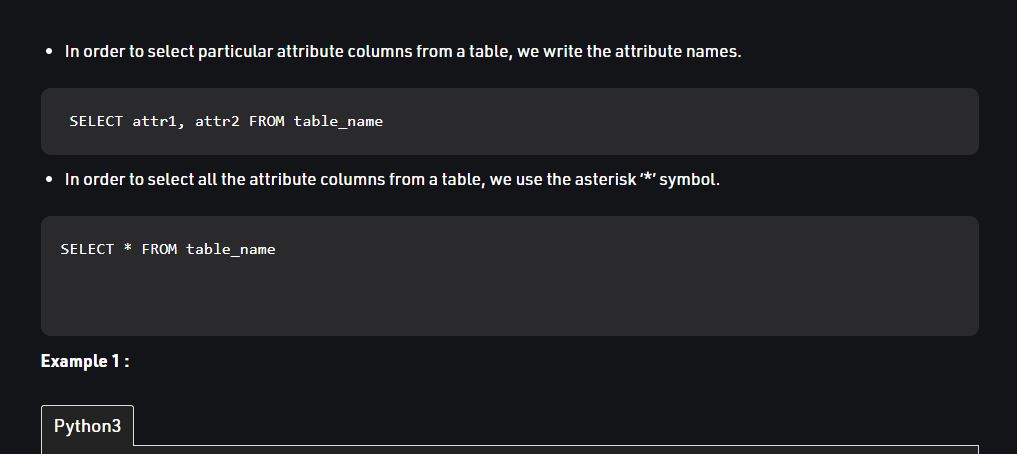 • In order to select particular attribute columns from a table, we write the attribute names.
SELECT attr1, attr2 FROM table_name
• In order to select all the attribute columns from a table, we use the asterisk ‘*’ symbol.
SELECT * FROM table_name
Example 1 :
Python3